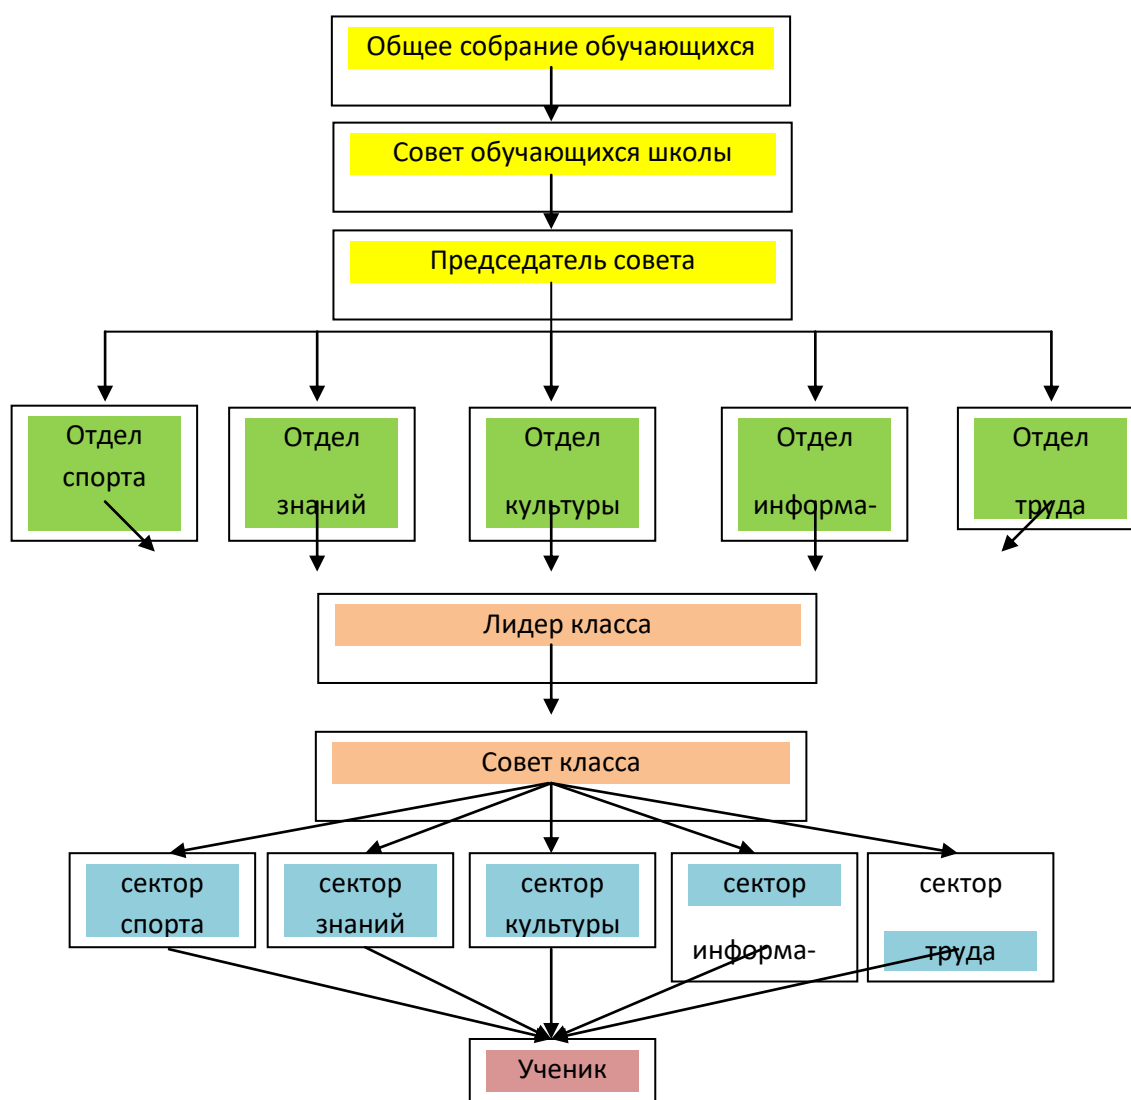 Общее собрание обучающихся
Совет обучающихся школы
Председатель совета
Отдел
спорта
Отдел
знаний
Отдел
культуры
Отдел
информа-
Отдел
труда
Лидер класса
Совет класса
сектор
спорта
сектор
знаний
сектор
культуры
сектор
информа-
сектор
труда
Ученик